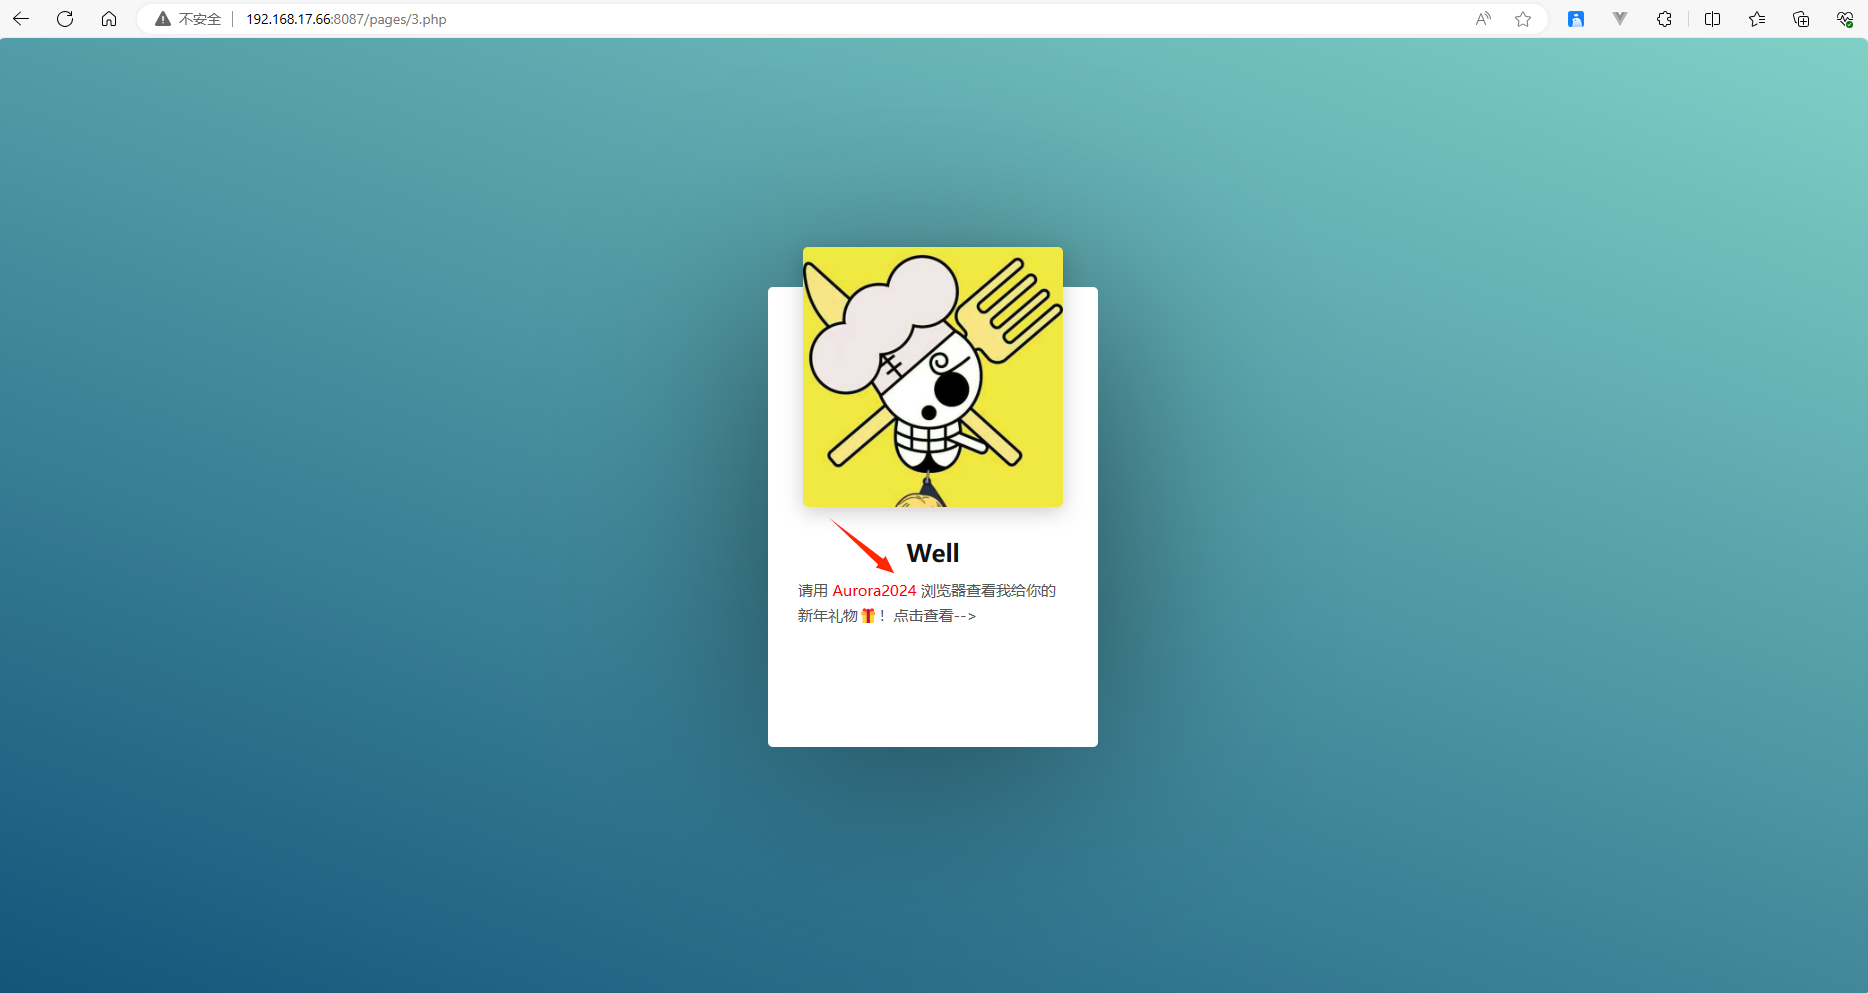 不安全
192.168.17.66:8087/pages/3.php
Well
请用 Aurora2024 浏览器查看我给你的
新年礼物🎁！点击查看-->